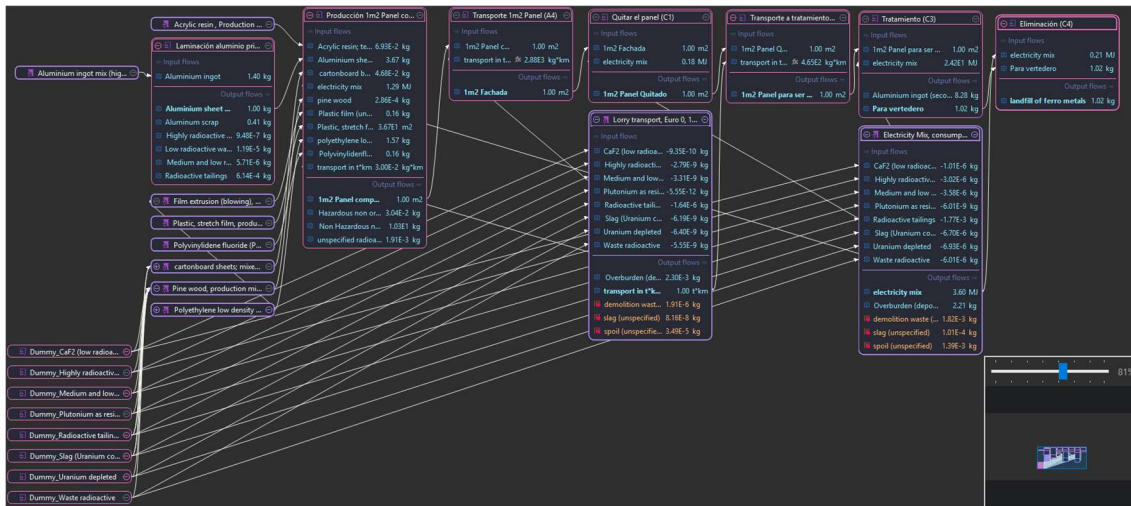 Acrylic resin , Production ...
Laminación aluminio pri...
Input flows
Aluminium ingot 1.40 kg
Output flows
Aluminium sheet ... 1.00 kg
Aluminum scrap 0.41 kg
Highly radioactive ... 9.48E-7 kg
Low radioactive wa... 1.19E-5 kg
Medium and low r... 5.71E-6 kg
Radioactive tailings 6.14E-4 kg
Aluminium ingot mix (hig...
Film extrusion (blowing), ...
Plastic, stretch film, produ...
Polyvinylidene fluoride (P...
cartonboard sheets; mixe...
Pine wood, production mi...
Polyethylene low density ...
Dummy_CaF2 (low radioa...
Dummy_Highly radioactiv...
Dummy_Medium and low...
Dummy_Plutonium as resi...
Dummy_Radioactive tailin...
Dummy_Slag (Uranium co...
Dummy_Uranium depleted
Dummy_Waste radioactive
Producción 1m2 Panel co...
Input flows
Acrylic resin; te... 6.93E-2 kg
Aluminium she... 3.67 kg
cartonboard b... 4.68E-2 kg
electricity mix 1.29 MJ
pine wood 2.86E-4 kg
Plastic film (un... 0.16 kg
Plastic, stretch f... 3.67E1 m2
polyethylene lo... 1.57 kg
Polyvinylidenfl... 0.16 kg
transport in t*km 3.00E-2 kg*km
Output flows
1m2 Panel comp... 1.00 m2
Hazardous non or... 3.04E-2 kg
Non Hazardous n... 1.03E1 kg
unspecified radioa... 1.91E-3 kg
Transporte 1m2 Panel (A4)
Input flows
1m2 Panel c... 1.00 m2
transport in t... fx 2.88E3 kg*km
Output flows
1m2 Fachada 1.00 m2
Quitar el panel (C1)
Input flows
1m2 Fachada 1.00 m2
electricity mix 0.18 MJ
Output flows
1m2 Panel Quitado 1.00 m2
Lorry transport, Euro 0, 1...
Input flows
CaF2 (low radioa... -9.35E-10 kg
Highly radioacti... -2.79E-9 kg
Medium and low... -3.31E-9 kg
Plutonium as resi... -5.55E-12 kg
Radioactive taili... -1.64E-6 kg
Slag (Uranium c... -6.19E-9 kg
Uranium depleted -6.40E-9 kg
Waste radioactive -5.55E-9 kg
Output flows
Overburden (de... 2.30E-3 kg
transport in t*k... 1.00 t*km
demolition wast... 1.91E-6 kg
slag (unspecified) 8.16E-8 kg
spoil (unspecifie... 3.49E-5 kg
Transporte a tratamiento...
Input flows
1m2 Panel Q... 1.00 m2
transport in t... fx 4.65E2 kg*km
Output flows
1m2 Panel para ser ... 1.00 m2
Tratamiento (C3)
Input flows
1m2 Panel para ser ... 1.00 m2
electricity mix 2.42E1 MJ
Output flows
Aluminium ingot (seco... 8.28 kg
Para vertedero 1.02 kg
Electricity Mix, consump...
Input flows
CaF2 (low radioac... -1.01E-6 kg
Highly radioactive... -3.02E-6 kg
Medium and low ... -3.58E-6 kg
Plutonium as resi... -6.01E-9 kg
Radioactive tailings -1.77E-3 kg
Slag (Uranium co... -6.70E-6 kg
Uranium depleted -6.93E-6 kg
Waste radioactive -6.01E-6 kg
Output flows
electricity mix 3.60 MJ
Overburden (depo... 2.21 kg
demolition waste (... 1.82E-3 kg
slag (unspecified) 1.01E-4 kg
spoil (unspecified) 1.39E-3 kg
Eliminación (C4)
Input flows
electricity mix 0.21 MJ
Para vertedero 1.02 kg
Output flows
landfill of ferro metals 1.02 kg
81%